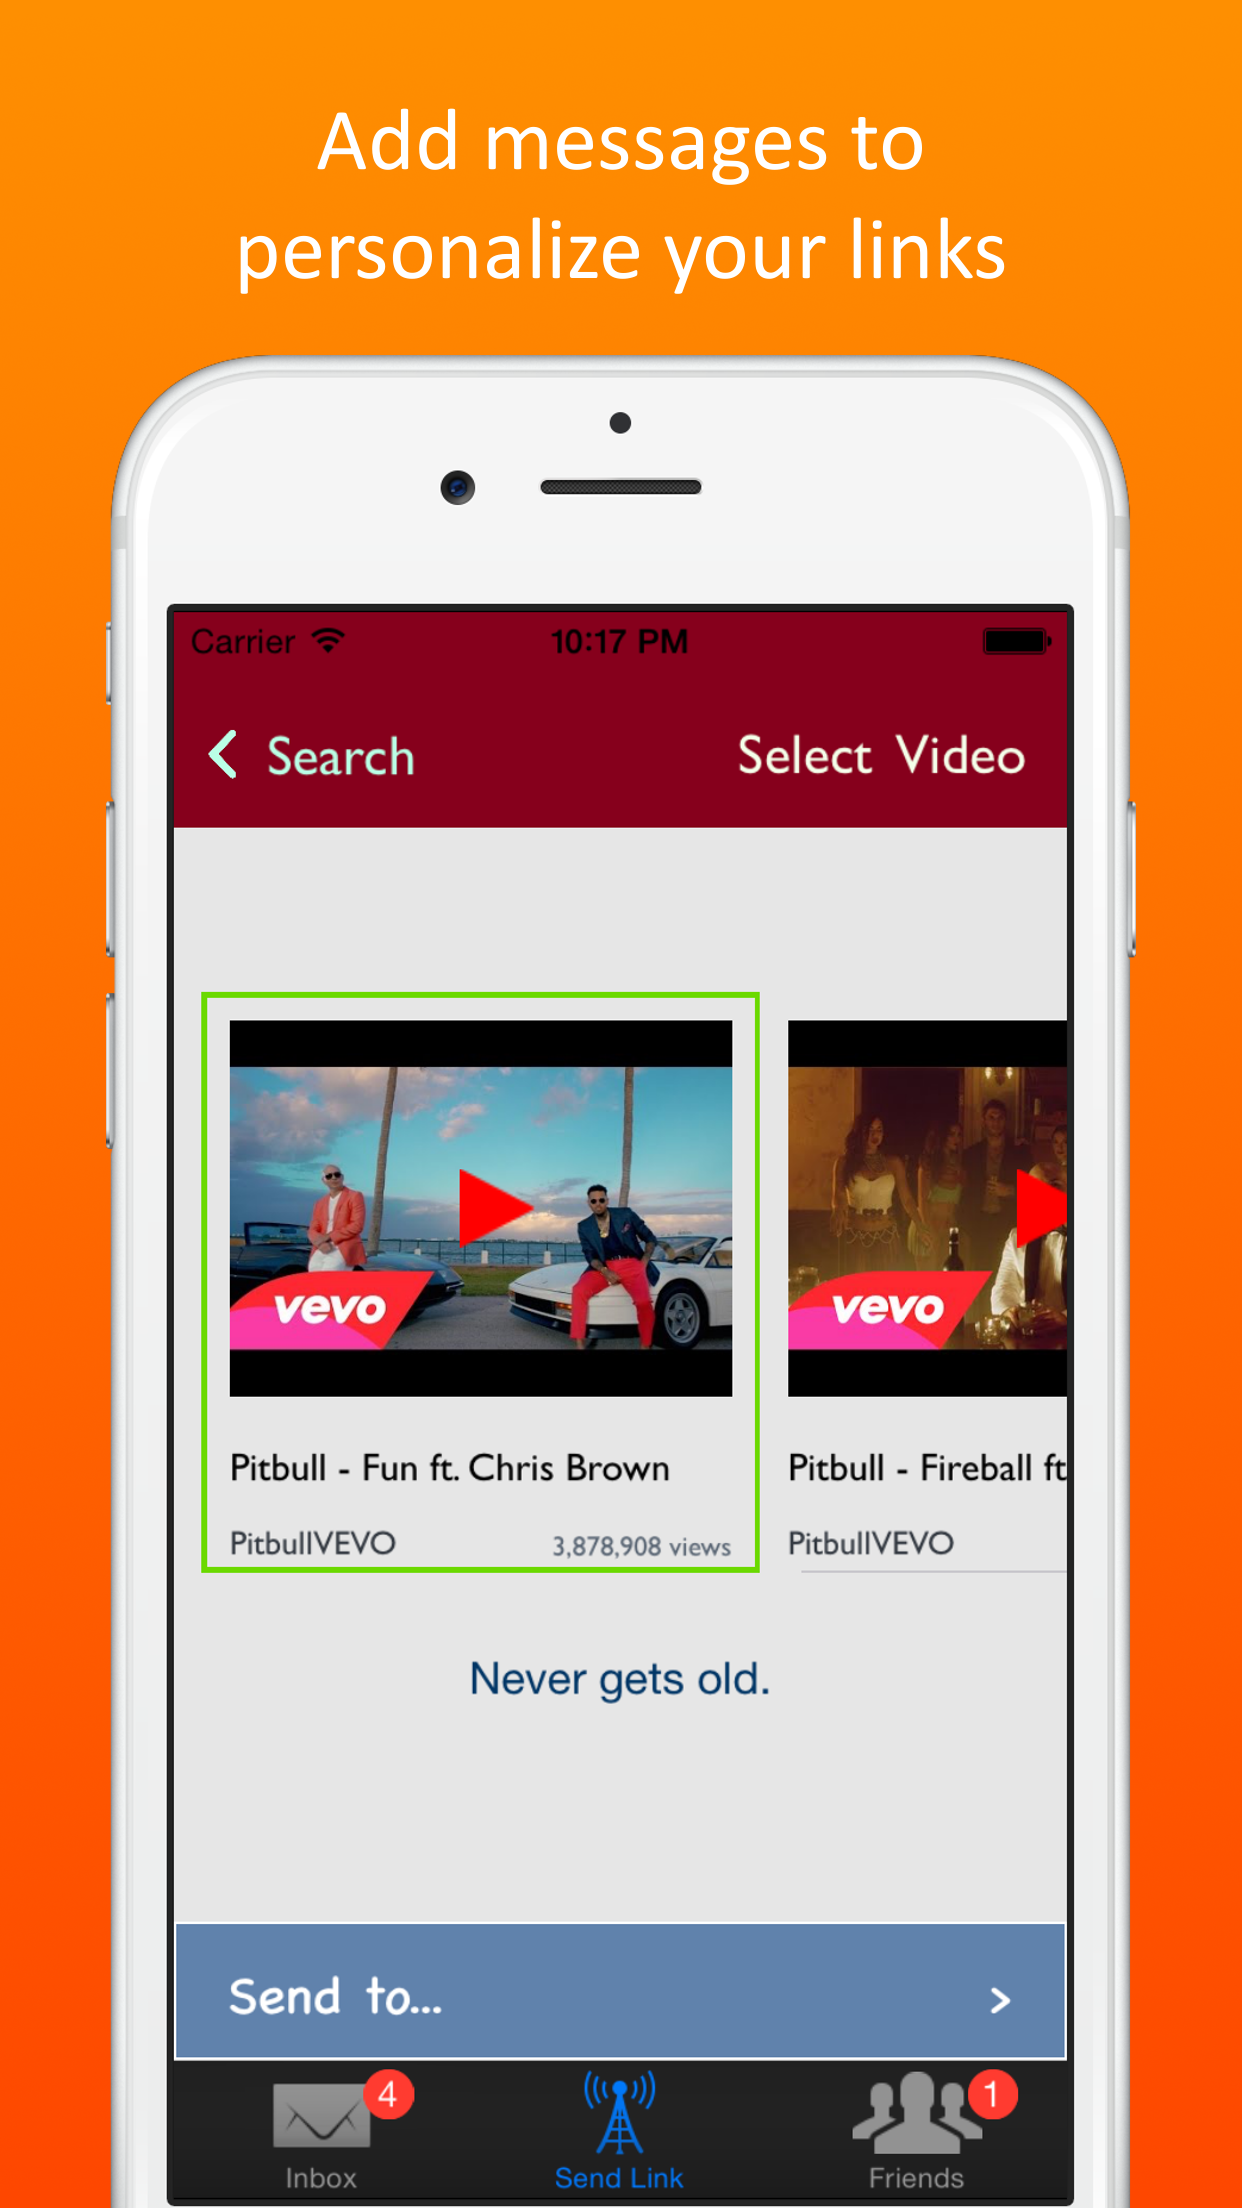 Add messages to
personalize your links
Carrier 10:17 PM
Search Select Video
vevo vevo
Pitbull - Fun ft. Chris Brown Pitbull - Fireball ft
PitbullVEVO 3,878,908 views PitbullVEVO
Never gets old.
Send to... >
4 1
Inbox Send Link Friends